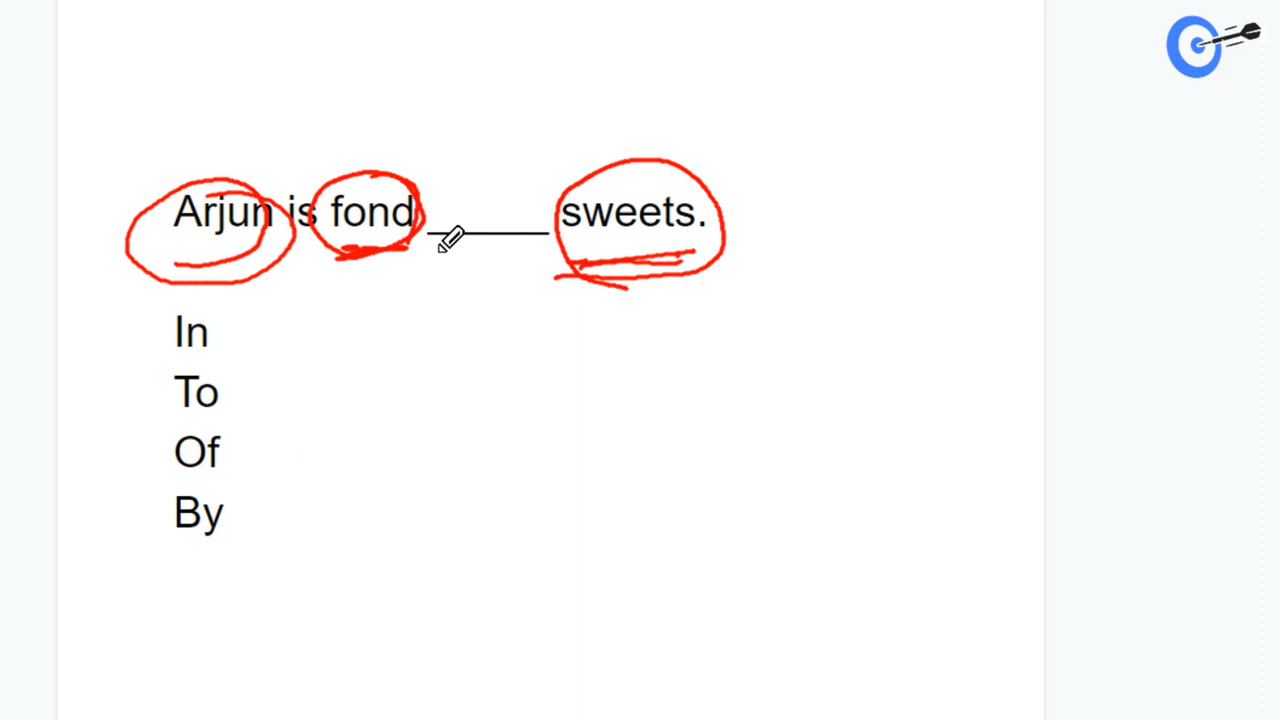 Arjun is fond ______ sweets.
In
To
Of
By